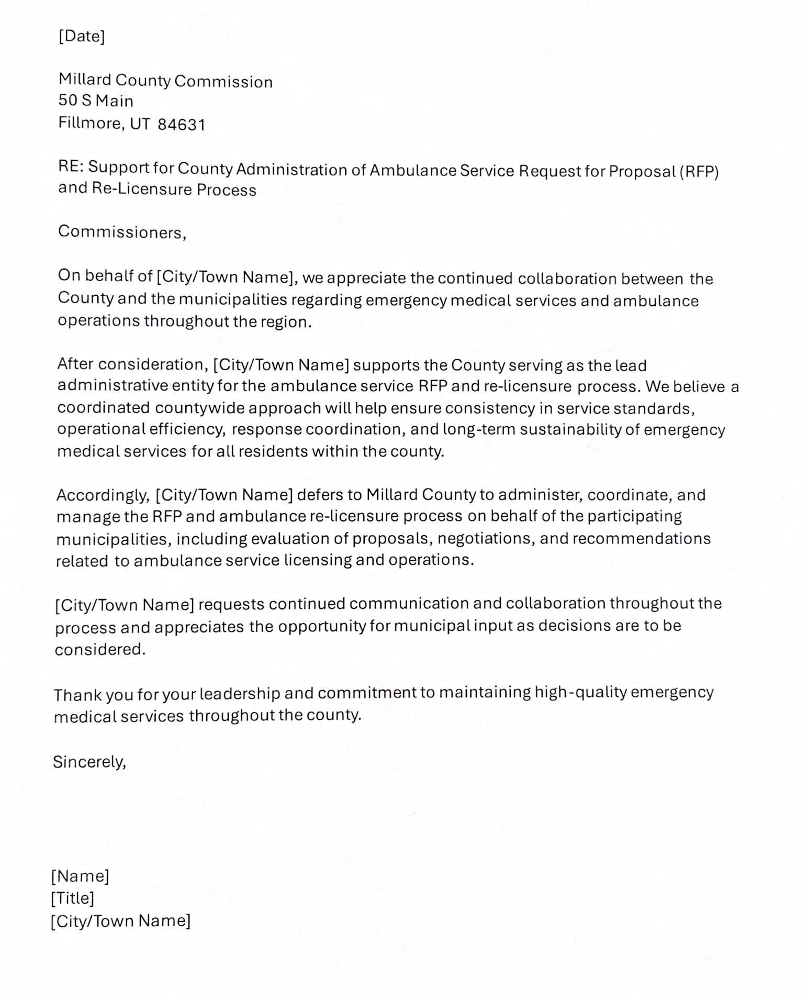 [Date]
Millard County Commission
50 S Main
Fillmore, UT 84631
RE: Support for County Administration of Ambulance Service Request for Proposal (RFP)
and Re-Licensure Process
Commissioners,
On behalf of [City/Town Name], we appreciate the continued collaboration between the
County and the municipalities regarding emergency medical services and ambulance
operations throughout the region.
After consideration, [City/Town Name] supports the County serving as the lead
administrative entity for the ambulance service RFP and re-licensure process. We believe a
coordinated countywide approach will help ensure consistency in service standards,
operational efficiency, response coordination, and long-term sustainability of emergency
medical services for all residents within the county.
Accordingly, [City/Town Name] defers to Millard County to administer, coordinate, and
manage the RFP and ambulance re-licensure process on behalf of the participating
municipalities, including evaluation of proposals, negotiations, and recommendations
related to ambulance service licensing and operations.
[City/Town Name] requests continued communication and collaboration throughout the
process and appreciates the opportunity for municipal input as decisions are to be
considered.
Thank you for your leadership and commitment to maintaining high-quality emergency
medical services throughout the county.
Sincerely,
[Name]
[Title]
[City/Town Name]